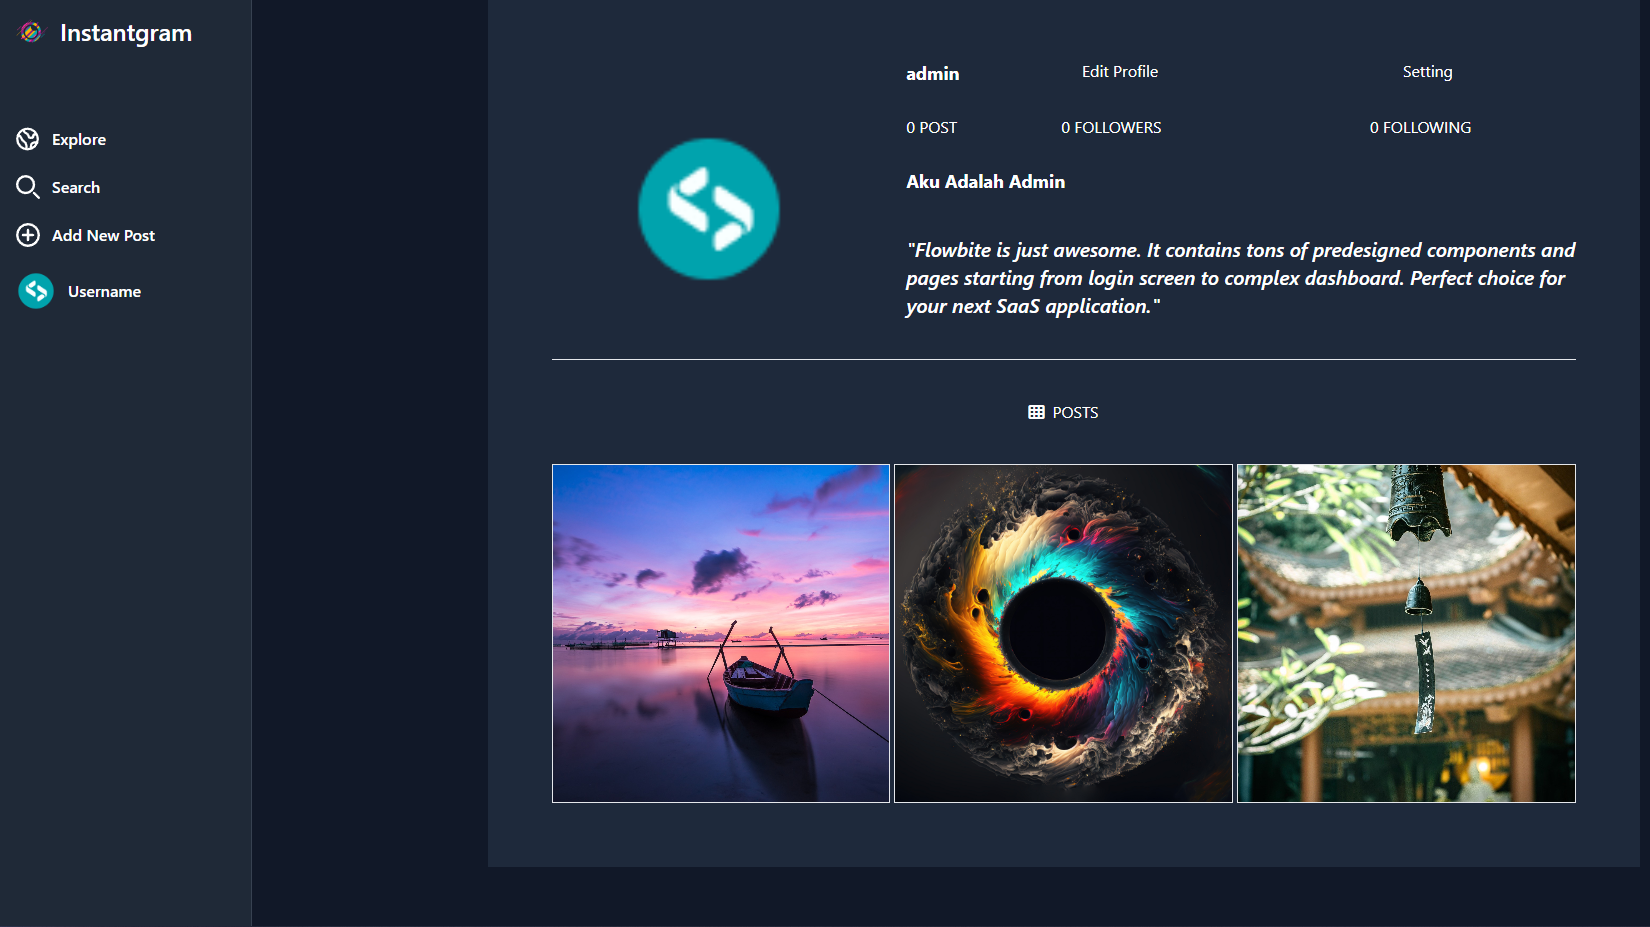 Instantgram
Explore
Search
Add New Post
Username
admin
Edit Profile
Setting
0 POST
0 FOLLOWERS
0 FOLLOWING
Aku Adalah Admin
"Flowbite is just awesome. It contains tons of predesigned components and
pages starting from login screen to complex dashboard. Perfect choice for
your next SaaS application."
POSTS